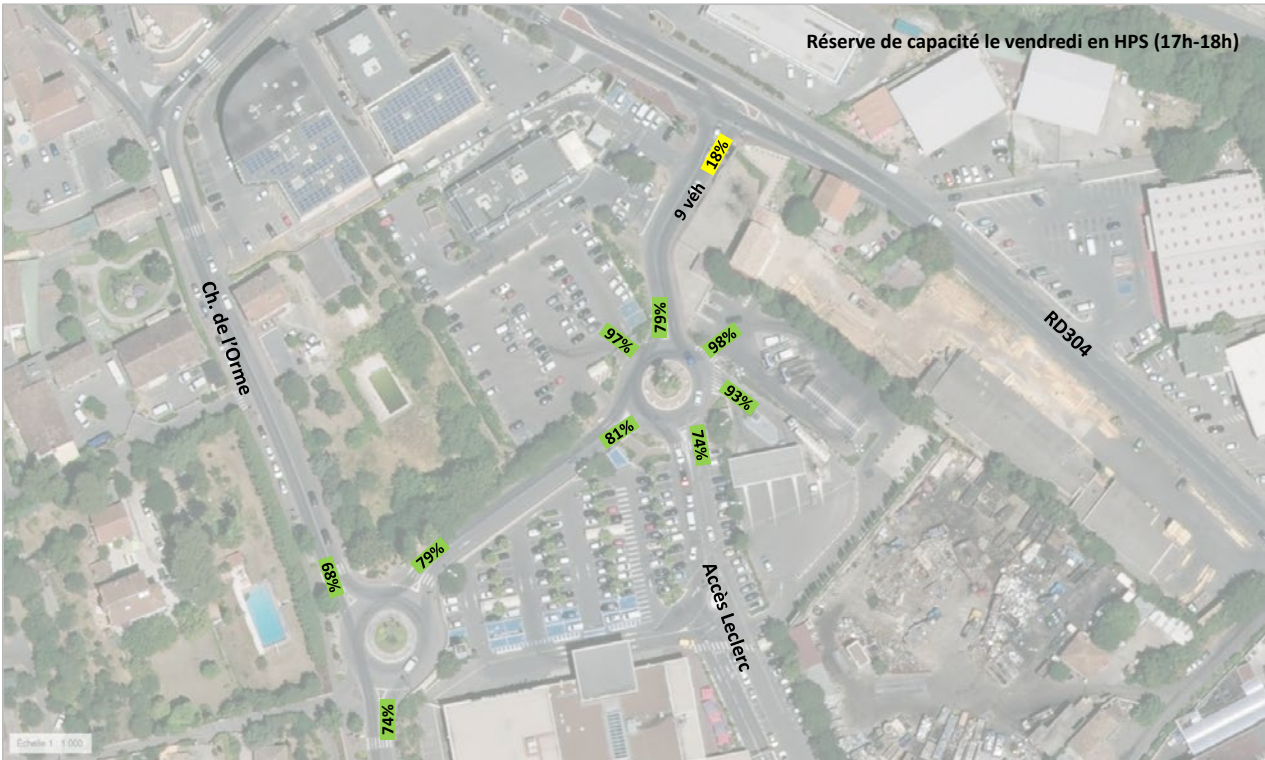 Réserve de capacité le vendredi en HPS (17h-18h)
18%
9 véh
Ch. de l'Orme
79%
97%
98%
RD304
93%
81%
74%
79%
68%
Accès Leclerc
74%
Échelle 1 : 1 000